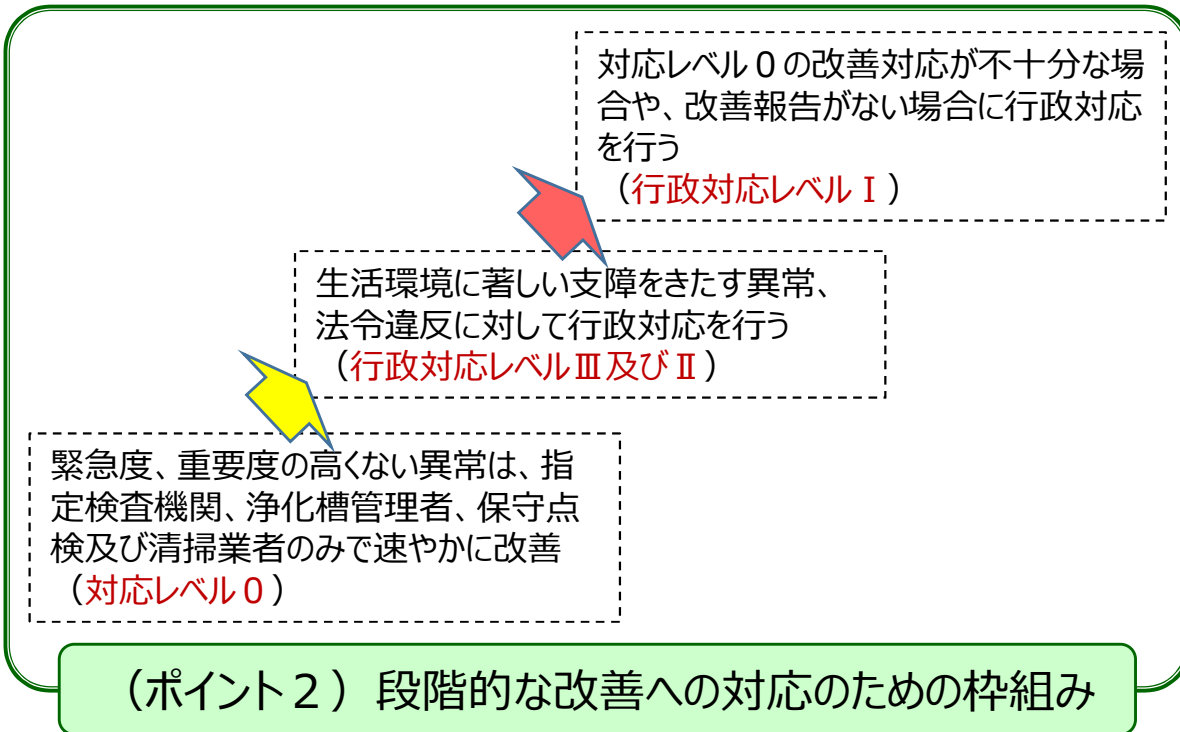 対応レベル０の改善対応が不十分な場
合や、改善報告がない場合に行政対応
を行う
（行政対応レベルⅠ）
生活環境に著しい支障をきたす異常、
法令違反に対して行政対応を行う
（行政対応レベルⅢ及びⅡ）
緊急度、重要度の高くない異常は、指
定検査機関、浄化槽管理者、保守点
検及び清掃業者のみで速やかに改善
（対応レベル０）
（ポイント２）段階的な改善への対応のための枠組み